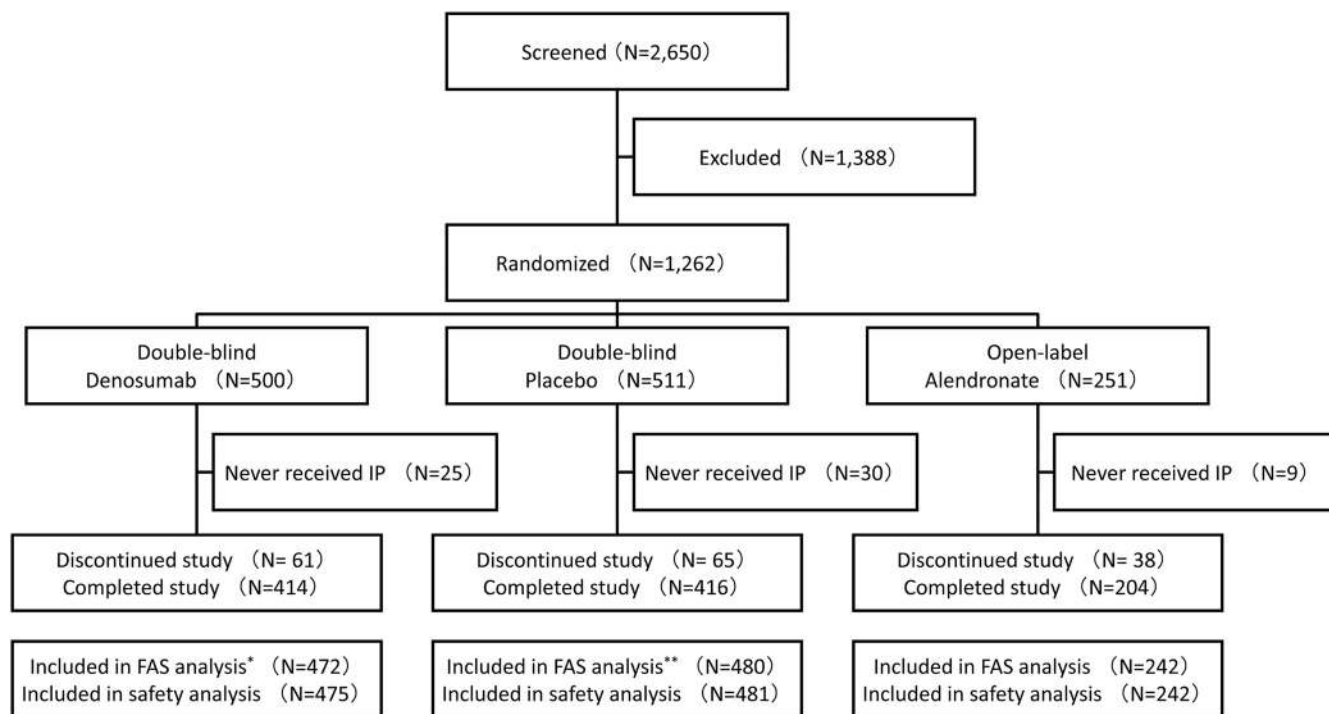 Screened（N=2,650）
Excluded （N=1,388）
Randomized （N=1,262）
Double-blind
Denosumab （N=500）
Double-blind
Placebo （N=511）
Open-label
Alendronate （N=251）
Never received IP （N=25）
Never received IP （N=30）
Never received IP （N=9）
Discontinued study （N= 61）
Completed study （N=414）
Discontinued study （N= 65）
Completed study （N=416）
Discontinued study （N= 38）
Completed study （N=204）
Included in FAS analysis* （N=472）
Included in safety analysis （N=475）
Included in FAS analysis** （N=480）
Included in safety analysis （N=481）
Included in FAS analysis （N=242）
Included in safety analysis （N=242）